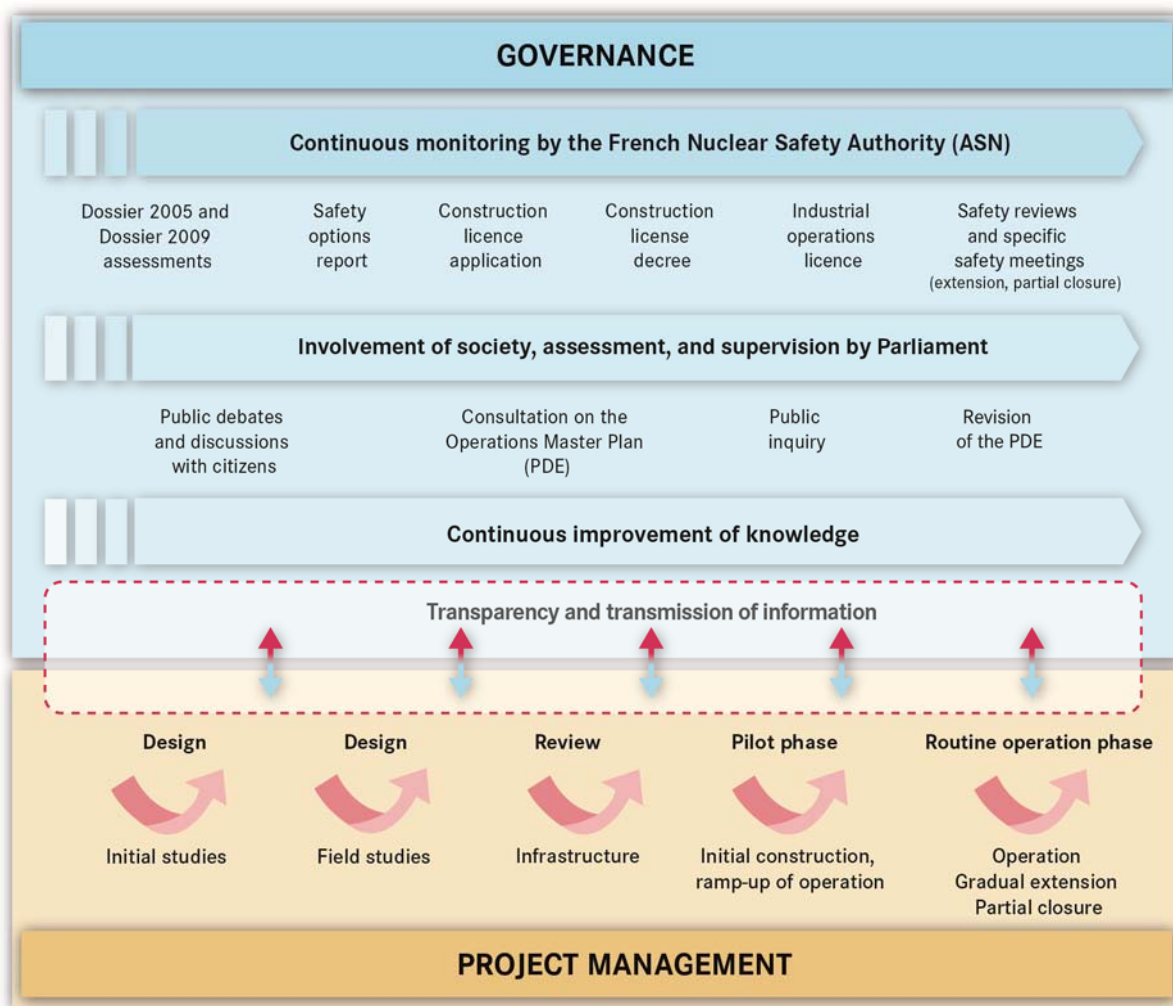 GOVERNANCE
Continuous monitoring by the French Nuclear Safety Authority (ASN)
Dossier 2005 and
Dossier 2009
assessments
Safety
options
report
Construction
licence
application
Construction
license
decree
Industrial
operations
licence
Safety reviews
and specific
safety meetings
(extension, partial closure)
Involvement of society, assessment, and supervision by Parliament
Public debates
and discussions
with citizens
Consultation on the
Operations Master Plan
(PDE)
Public
inquiry
Revision
of the PDE
Continuous improvement of knowledge
Transparency and transmission of information
Design
Initial studies
Design
Field studies
Review
Infrastructure
Pilot phase
Initial construction,
ramp-up of operation
Routine operation phase
Operation
Gradual extension
Partial closure
PROJECT MANAGEMENT